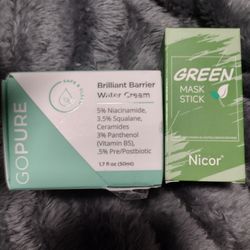 GOPURE
Brilliant Barrier
Water Cream
5% Niacinamide,
3.5% Squalane,
Ceramides
3% Panthenol
(Vitamin B5),
.5% Pre/Postbiotic
1.7 fl oz (50ml)
GREEN
MASK
STICK
Nicor